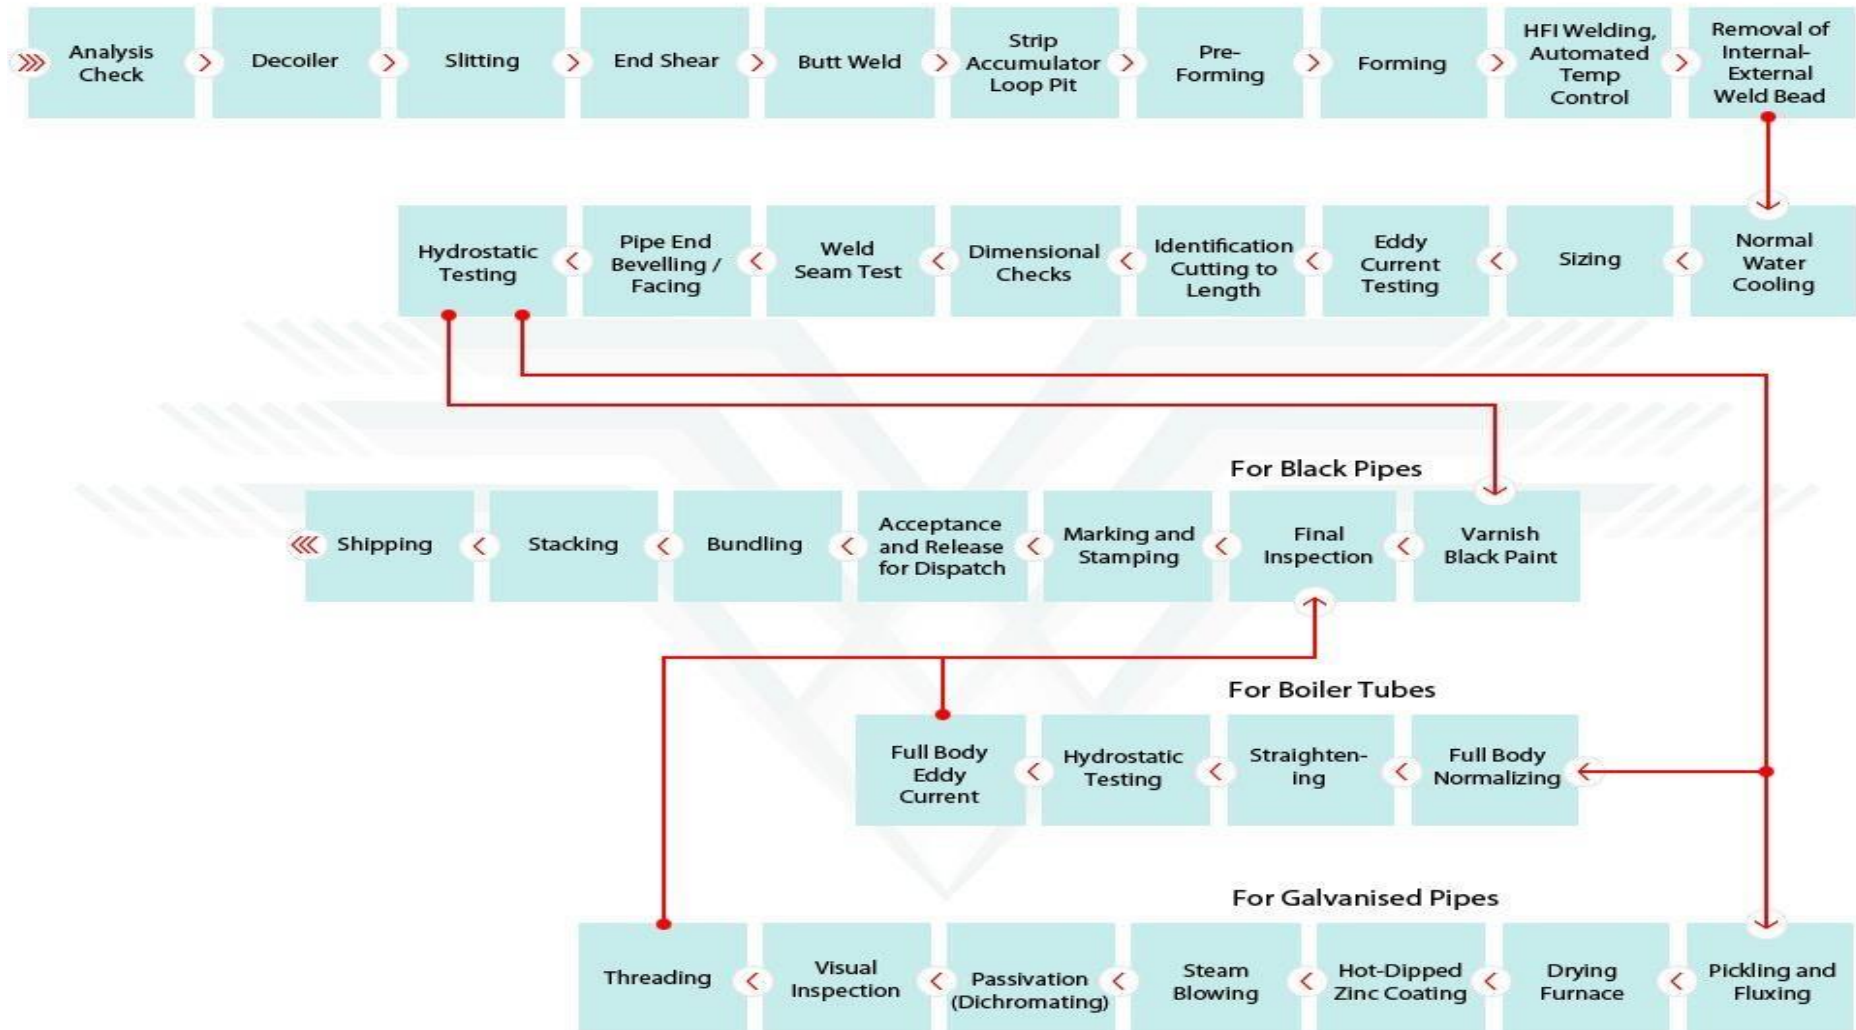 Analysis
Check
Decoiler
Slitting
End Shear
Butt Weld
Strip
Accumulator
Loop Pit
Pre-
Forming
Forming
HFI Welding,
Automated
Temp
Control
Removal of
Internal-
External
Weld Bead
Hydrostatic
Testing
Pipe End
Bevelling /
Facing
Weld
Seam Test
Dimensional
Checks
Identification
Cutting to
Length
Eddy
Current
Testing
Sizing
Normal
Water
Cooling
For Black Pipes
Shipping
Stacking
Bundling
Acceptance
and Release
for Dispatch
Marking and
Stamping
Final
Inspection
Varnish
Black Paint
For Boiler Tubes
Full Body
Eddy
Current
Hydrostatic
Testing
Straighten-
ing
Full Body
Normalizing
For Galvanised Pipes
Threading
Visual
Inspection
Passivation
(Dichromating)
Steam
Blowing
Hot-Dipped
Zinc Coating
Drying
Furnace
Pickling and
Fluxing